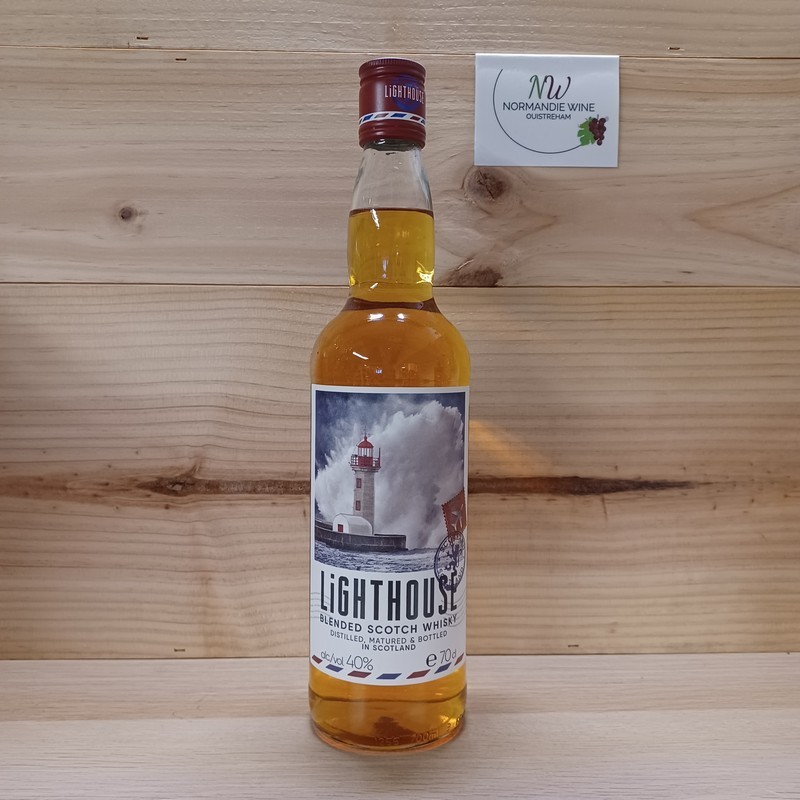 LiGHTHOUSE
NW
NORMANDIE WINE
OUISTREHAM
LiGHTHOUSE
BLENDED SCOTCH WHISKY
DISTILLED, MATURED & BOTTLED
IN SCOTLAND
alc/vol 40% e 70cl